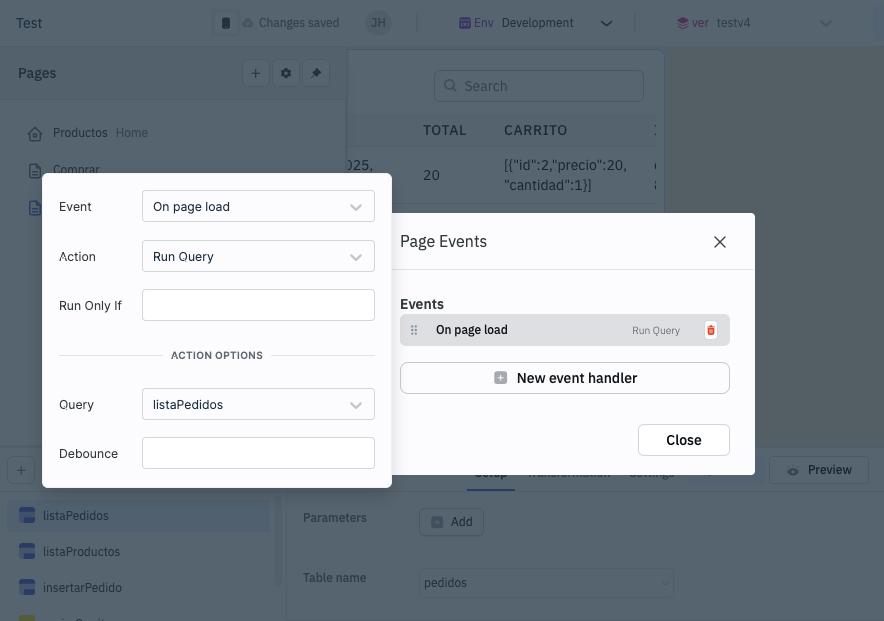 Test
Changes saved
JH
Env Development
ver testv4
Pages
Productos Home
Comprar
Search
TOTAL CARRITO
025, 20 [{"id":2,"precio":20,
"cantidad":1}]
Event On page load
Action Run Query
Run Only If
ACTION OPTIONS
Query listaPedidos
Debounce
Page Events
Events
On page load Run Query
New event handler
Close
Setup Transformation Settings
Preview
listaPedidos
listaProductos
insertarPedido
Parameters Add
Table name pedidos